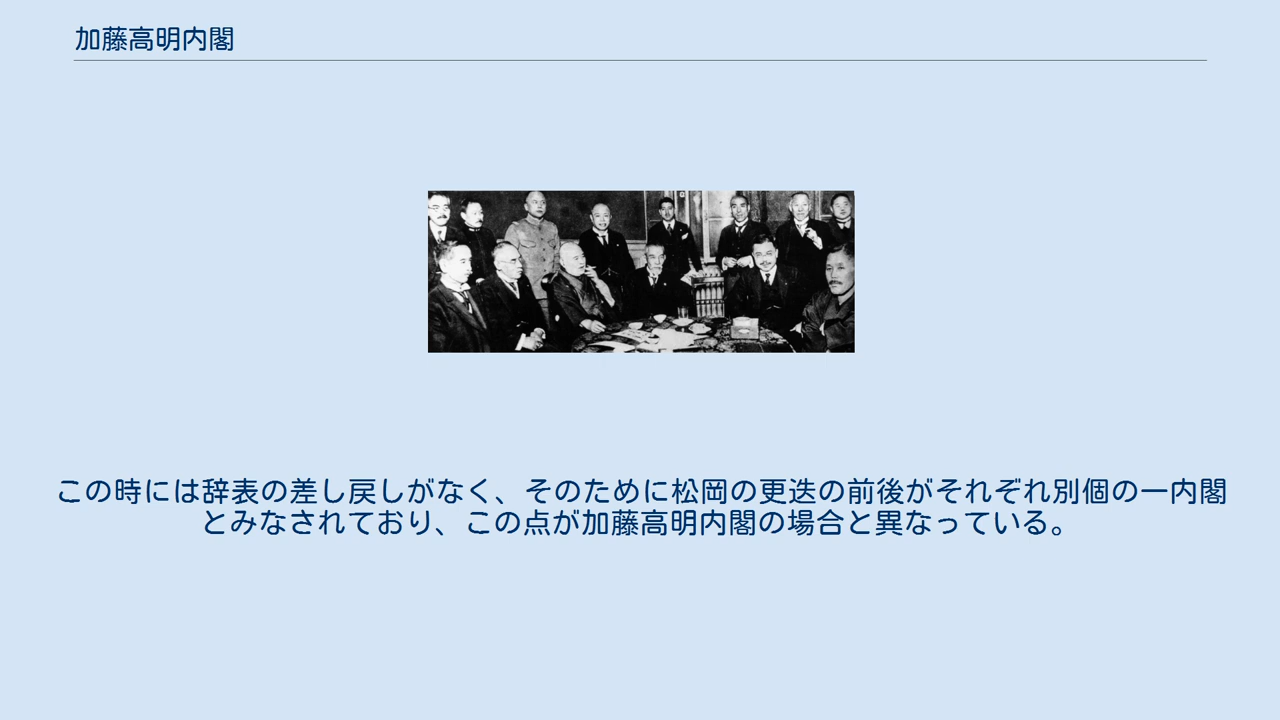 加藤高明内閣
この時には辞表の差し戻しがなく、そのために松岡の更迭の前後がそれぞれ別個の一内閣
とみなされており、この点が加藤高明内閣の場合と異なっている。